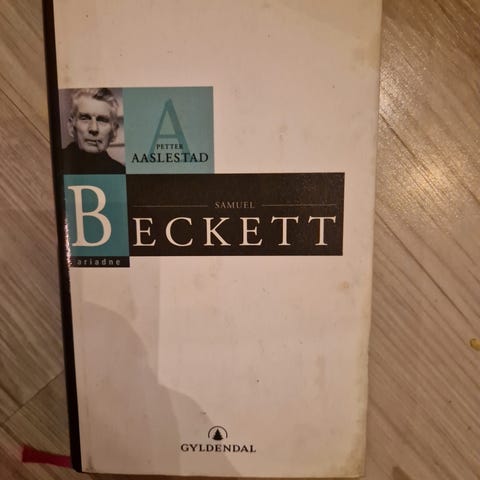 A
PETTER
AASLESTAD
SAMUEL
BECKETT
ariadne
GYLDENDAL